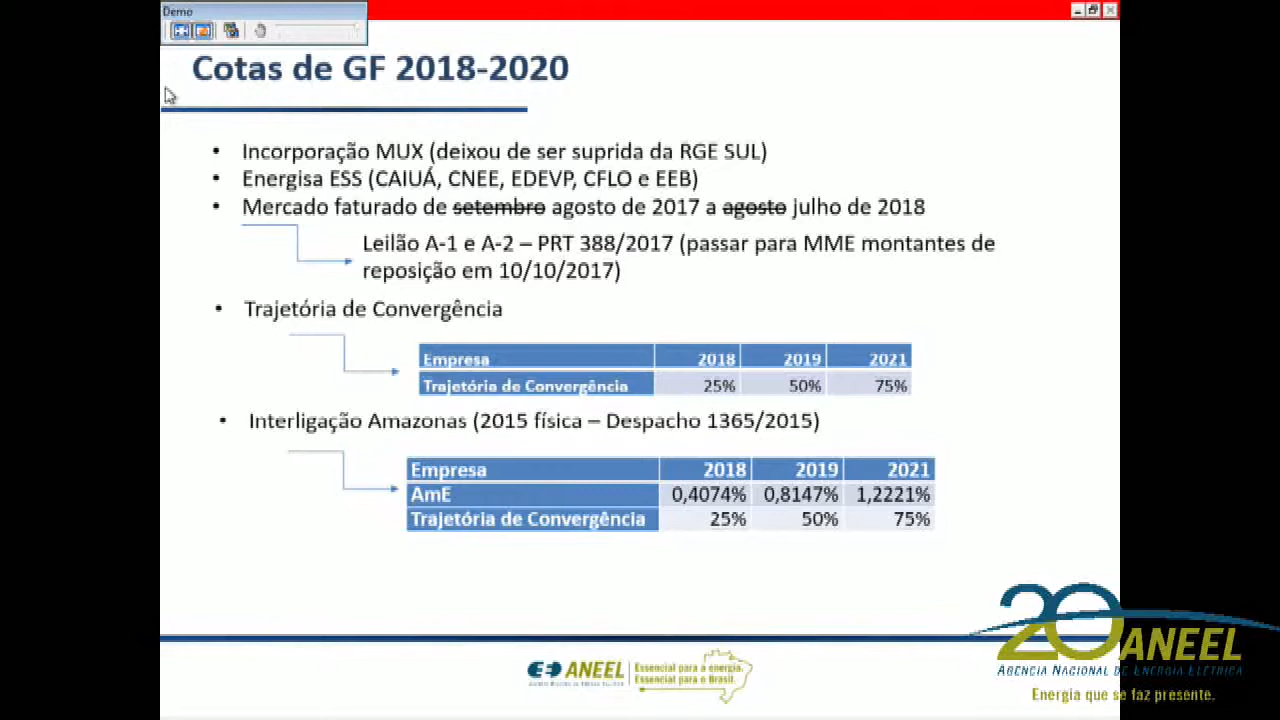 Demo
Cotas de GF 2018-2020
• Incorporação MUX (deixou de ser suprida da RGE SUL)
• Energisa ESS (CAIUÁ, CNEE, EDEVP, CFLO e EEB)
• Mercado faturado de setembro agosto de 2017 a agosto julho de 2018
Leilão A-1 e A-2 – PRT 388/2017 (passar para MME montantes de
reposição em 10/10/2017)
• Trajetória de Convergência
Empresa 2018 2019 2021
Trajetória de Convergência 25% 50% 75%
• Interligação Amazonas (2015 física – Despacho 1365/2015)
Empresa 2018 2019 2021
AmE 0,4074% 0,8147% 1,2221%
Trajetória de Convergência 25% 50% 75%
ANEEL
Essencial para a energia.
Essencial para o Brasil.
20 ANEEL
AGÊNCIA NACIONAL DE ENERGIA ELÉTRICA
Energia que se faz presente.